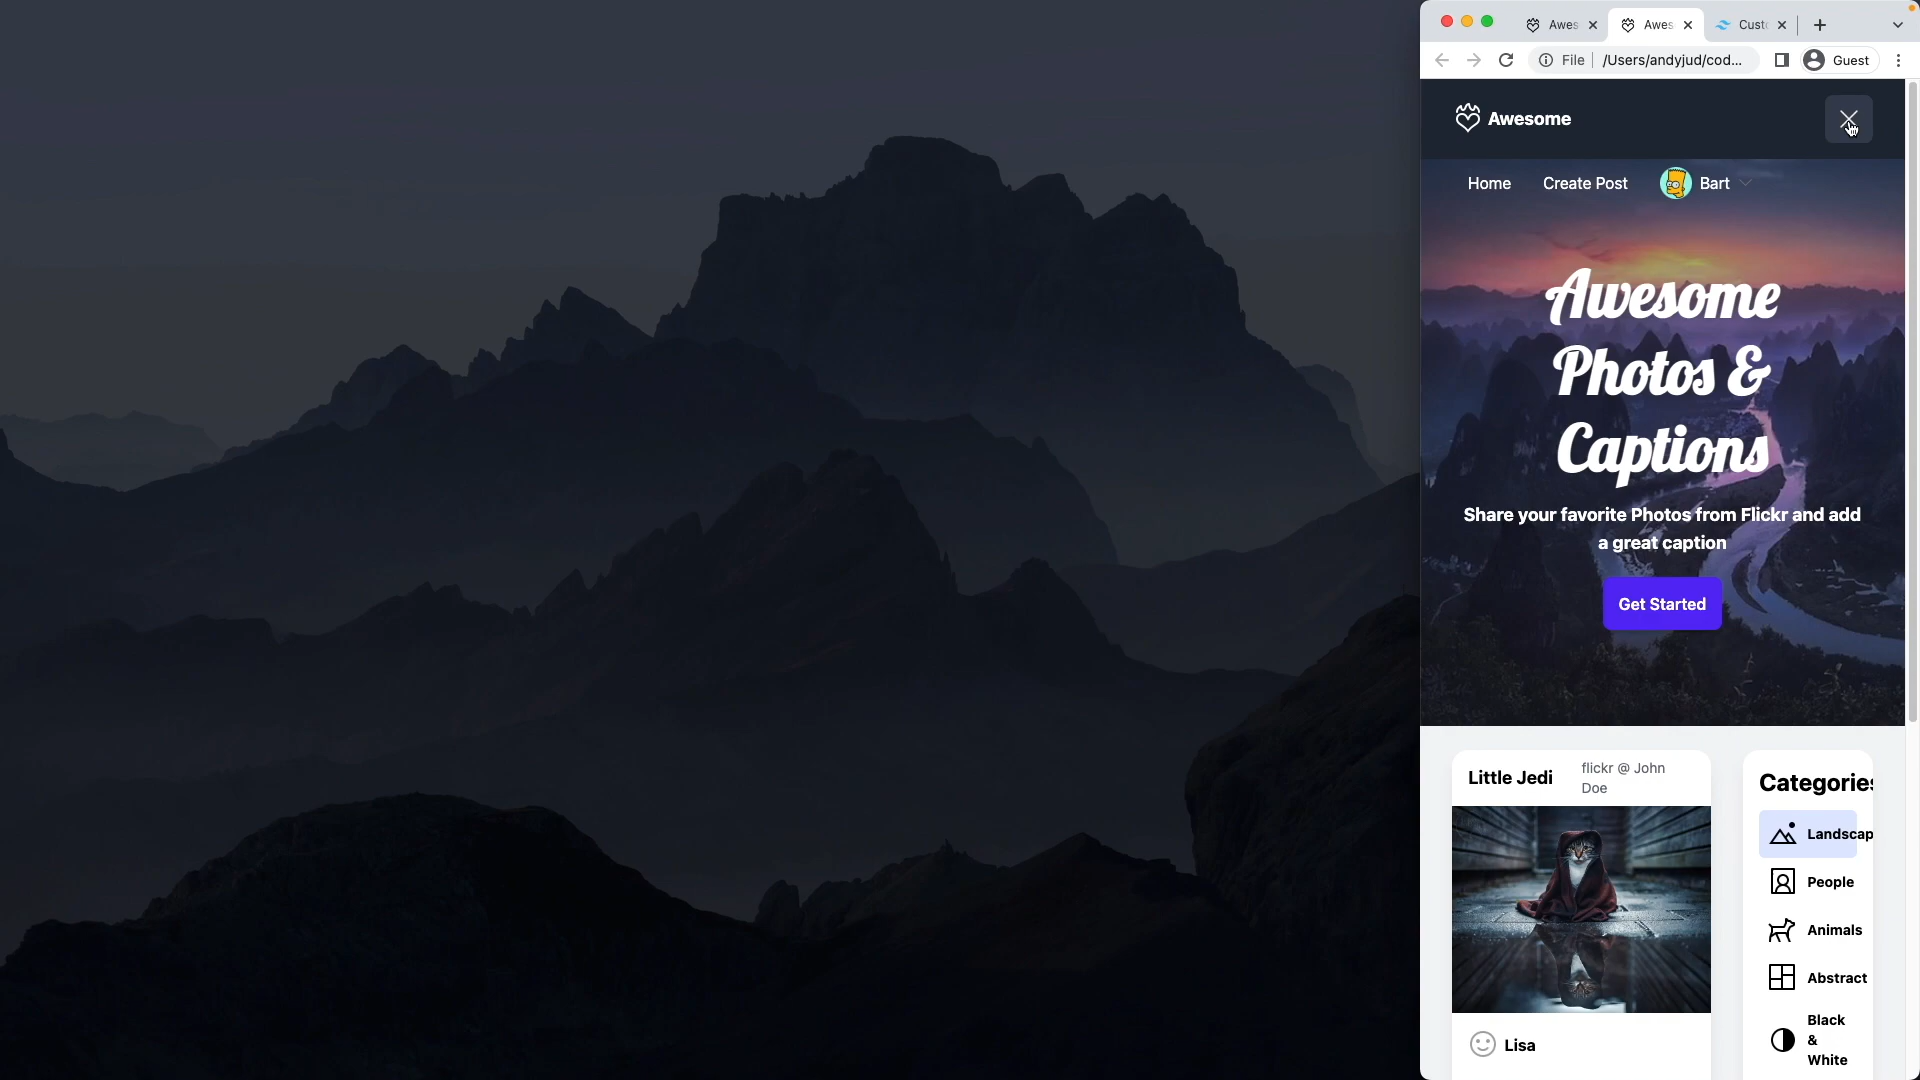 Awes
Awes
Cust
File
/Users/andyjud/cod...
Guest
Awesome
Home
Create Post
Bart
Awesome
Photos &
Captions
Share your favorite Photos from Flickr and add
a great caption
Get Started
Little Jedi
flickr @ John
Doe
Categories
Landscap
People
Animals
Abstract
Black
&
White
Lisa